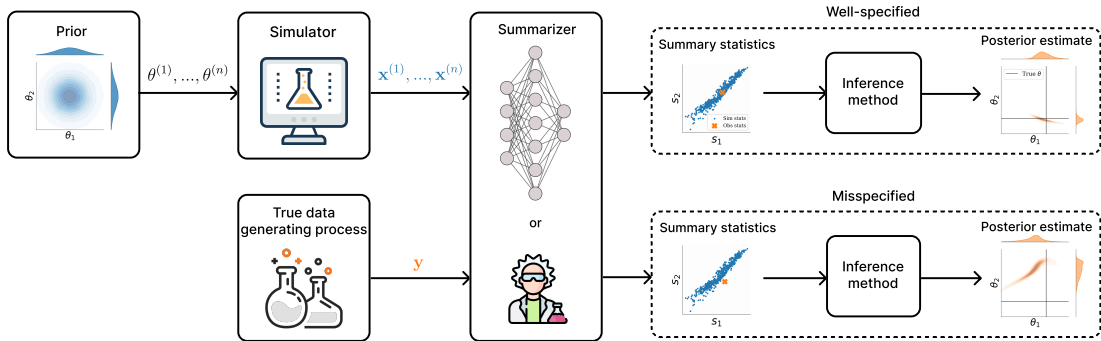 Prior
θ₂
θ₁
θ⁽¹⁾, ..., θ⁽ⁿ⁾
Simulator
x⁽¹⁾, ..., x⁽ⁿ⁾
True data
generating process
y
Summarizer
or
Well-specified
Summary statistics
s₂
Sim stats
Obs stats
s₁
Inference
method
Posterior estimate
True θ
θ₂
θ₁
Misspecified
Summary statistics
s₂
s₁
Inference
method
Posterior estimate
θ₂
θ₁